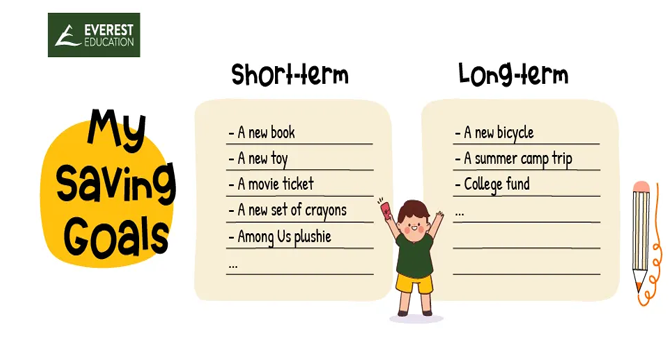 EVEREST
EDUCATION
My
Saving
Goals
Short-term
- A new book
- A new toy
- A movie ticket
- A new set of crayons
- Among Us plushie
...
Long-term
- A new bicycle
- A summer camp trip
- College fund
...